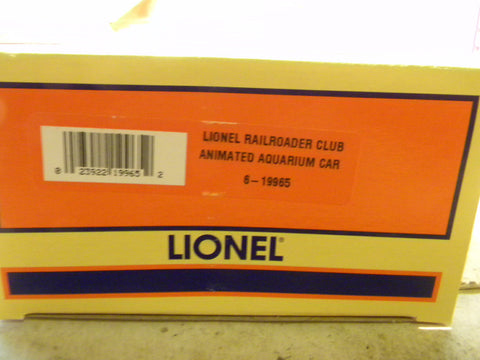 LIONEL RAILROADER CLUB
ANIMATED AQUARIUM CAR
6-19965
0 23922 19965 2
LIONEL®